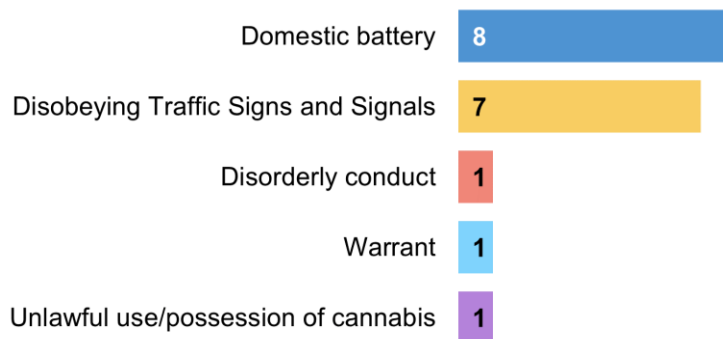 Domestic battery 8
Disobeying Traffic Signs and Signals 7
Disorderly conduct 1
Warrant 1
Unlawful use/possession of cannabis 1